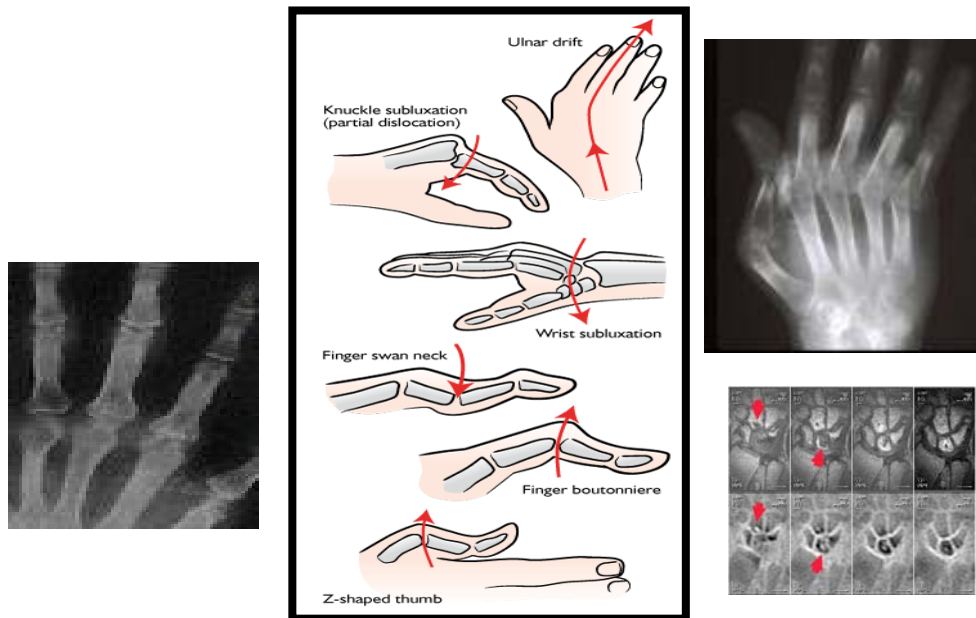 Ulnar drift
Knuckle subluxation
(partial dislocation)
Wrist subluxation
Finger swan neck
Finger boutonniere
Z-shaped thumb